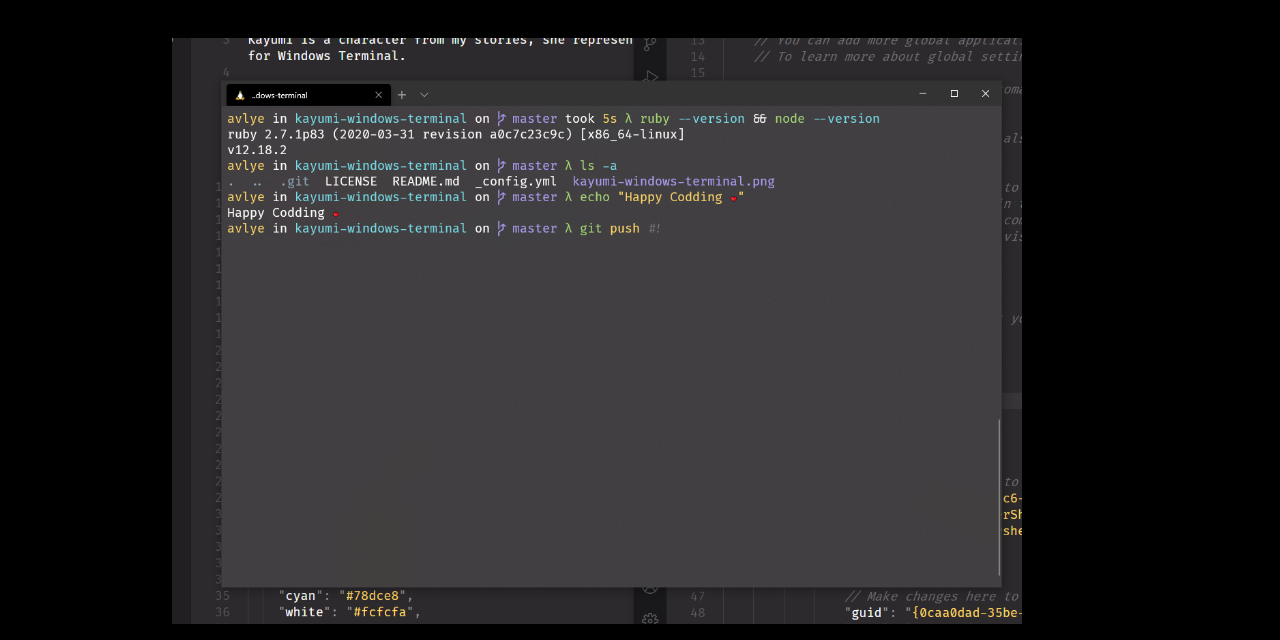 3 Kayumi is a character from my stories, she represen
for Windows Terminal.
4
13 // You can add more global applicat
14 // To learn more about global settin
15
..dows-terminal
avlye in kayumi-windows-terminal on master took 5s λ ruby --version && node --version
ruby 2.7.1p83 (2020-03-31 revision a0c7c23c9c) [x86_64-linux]
v12.18.2
avlye in kayumi-windows-terminal on master λ ls -a
. .. .git LICENSE README.md _config.yml kayumi-windows-terminal.png
avlye in kayumi-windows-terminal on master λ echo "Happy Codding ❤"
Happy Codding ❤
avlye in kayumi-windows-terminal on master λ git push #!
35 "cyan": "#78dce8",
36 "white": "#fcfcfa",
47 // Make changes here to
48 "guid": "{0caa0dad-35be-